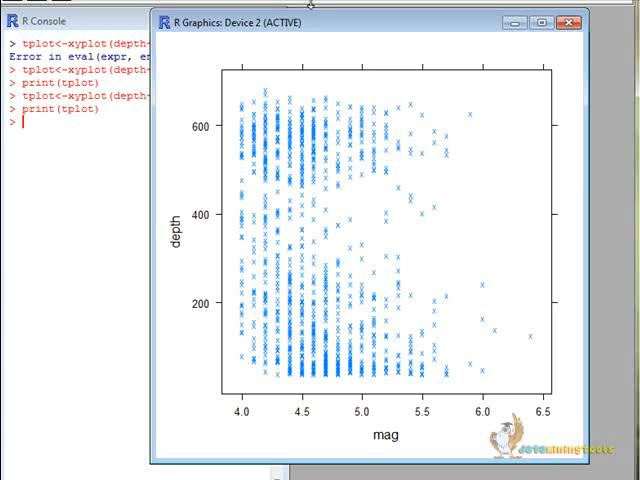 R Console
R Graphics: Device 2 (ACTIVE)
> tplot<-xyplot(depth~
Error in eval(expr, en
> tplot<-xyplot(depth~
> print(tplot)
> tplot<-xyplot(depth~
> print(tplot)
>
600
400
200
depth
4.0 4.5 5.0 5.5 6.0 6.5
mag
dataminingtools